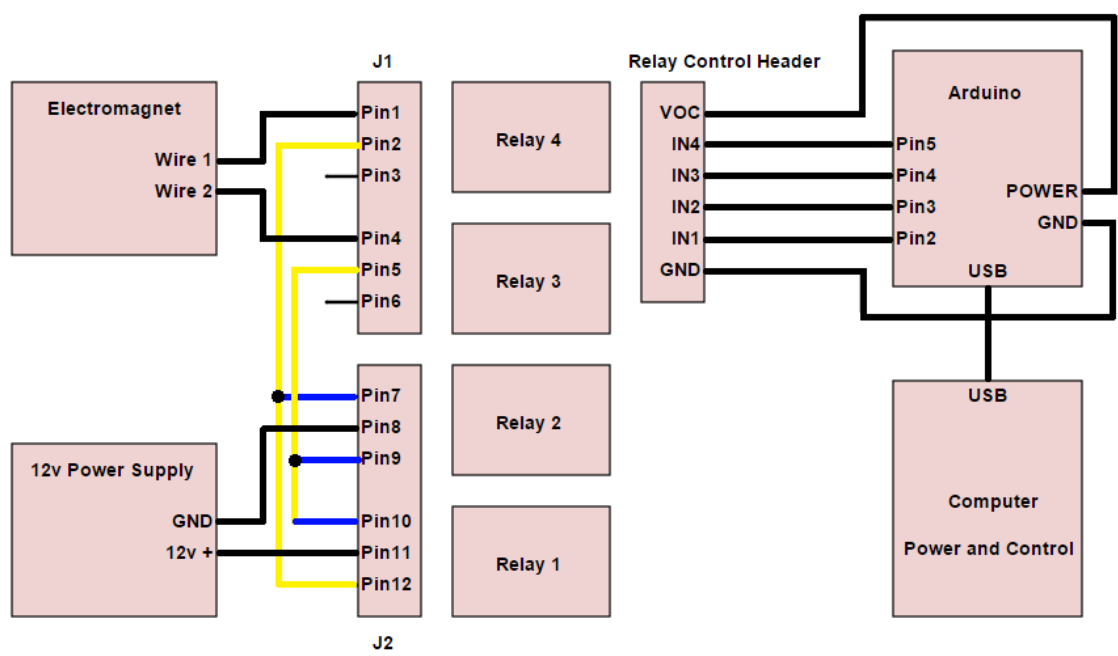 J1
Electromagnet
Wire 1
Wire 2
Pin1
Pin2
Pin3
Pin4
Pin5
Pin6
Relay 4
Relay 3
Relay Control Header
VOC
IN4
IN3
IN2
IN1
GND
Arduino
Pin5
Pin4
Pin3
Pin2
POWER
GND
USB
12v Power Supply
GND
12v +
Pin7
Pin8
Pin9
Pin10
Pin11
Pin12
J2
Relay 2
Relay 1
USB
Computer
Power and Control